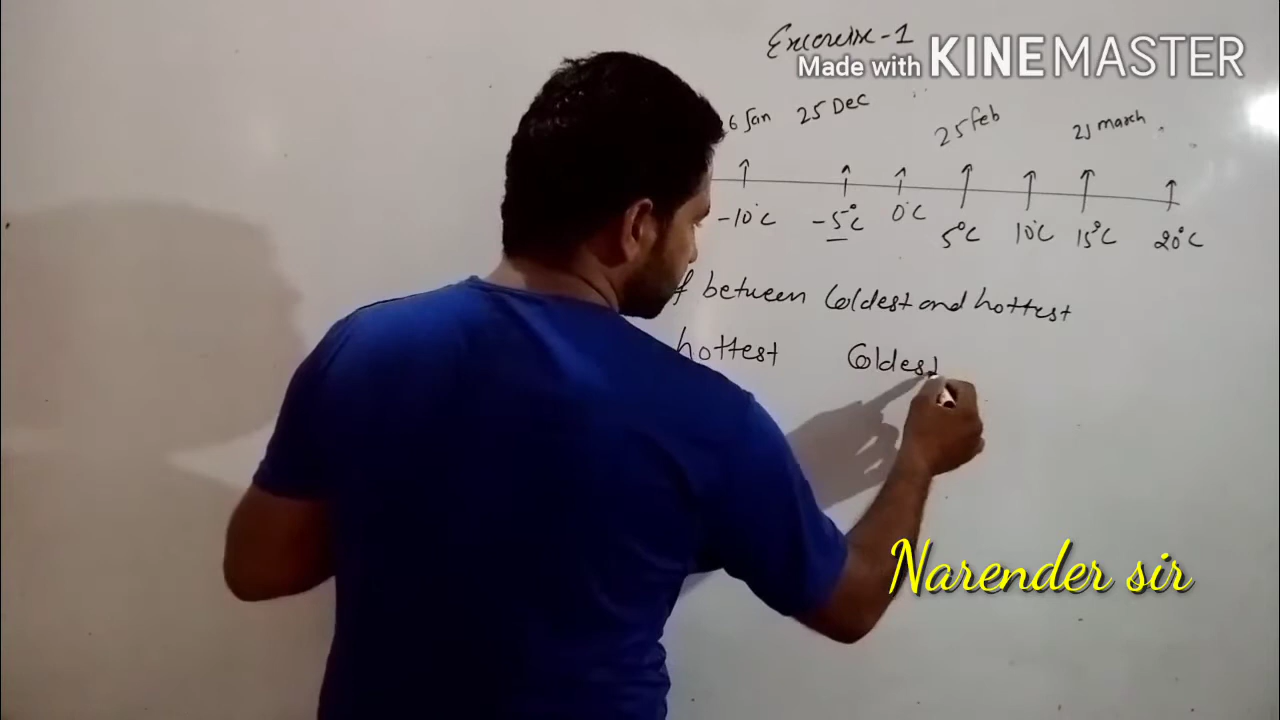 Exercise-1
Made with KINEMASTER
6 Jan 25 Dec 25 feb 21 march
-10°C -5°C 0°C 5°C 10°C 15°C 20°C
f between Coldest and hottest
hottest Coldest
Narender sir